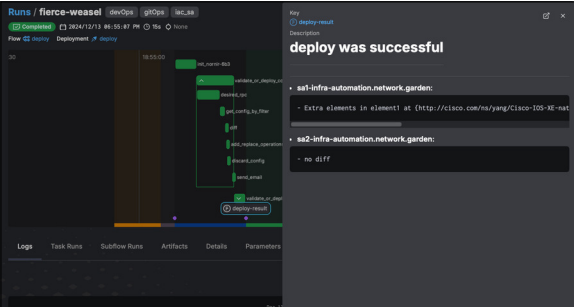 Runs / fierce-weasel devOps gitOps iac_sa
Completed 2024/12/13 06:55:07 PM 15s None
Flow deploy Deployment deploy
:30 18:55:00
init_nornir-8b3
validate_or_deploy_co
desired_rpc
get_config_by_filter
diff
add_replace_operation
discard_config
send_email
validate_or_depl
deploy-result
Logs Task Runs Subflow Runs Artifacts Details Parameters
Key
deploy-result
Description
deploy was successful
• sa1-infra-automation.network.garden:
- Extra elements in element1 at {http://cisco.com/ns/yang/Cisco-IOS-XE-nat
• sa2-infra-automation.network.garden:
- no diff